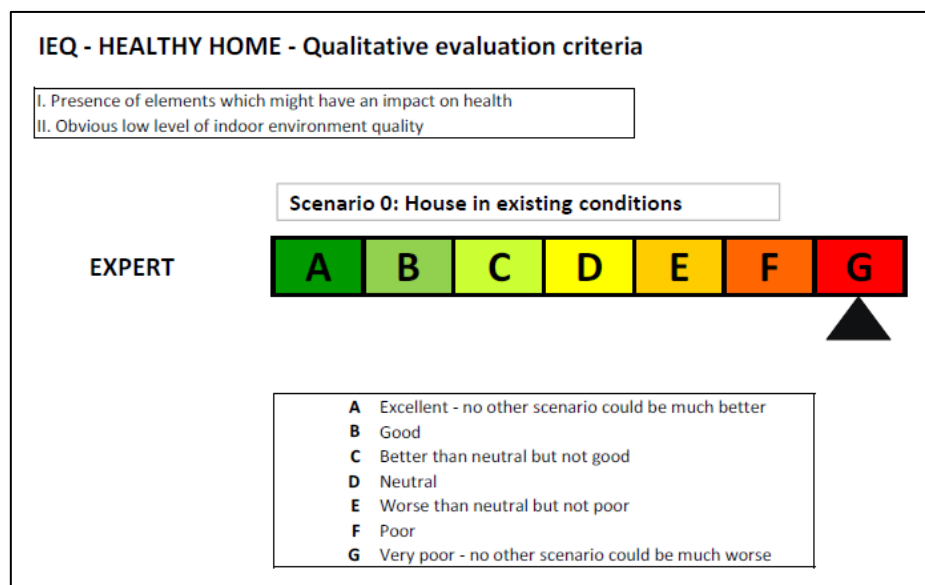 IEQ - HEALTHY HOME - Qualitative evaluation criteria
I. Presence of elements which might have an impact on health
II. Obvious low level of indoor environment quality
Scenario 0: House in existing conditions
EXPERT A B C D E F G
A Excellent - no other scenario could be much better
B Good
C Better than neutral but not good
D Neutral
E Worse than neutral but not poor
F Poor
G Very poor - no other scenario could be much worse